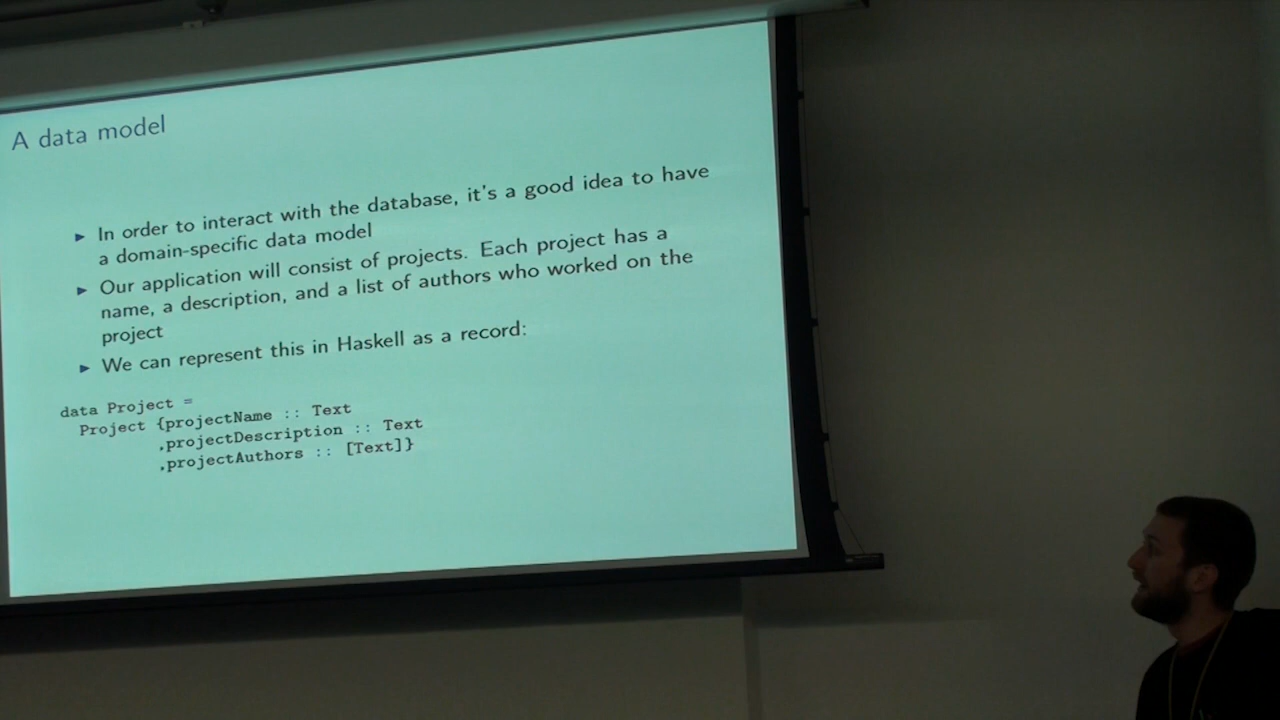 A data model
► In order to interact with the database, it's a good idea to have
a domain-specific data model
► Our application will consist of projects. Each project has a
name, a description, and a list of authors who worked on the
project
► We can represent this in Haskell as a record:
data Project =
Project {projectName :: Text
,projectDescription :: Text
,projectAuthors :: [Text]}